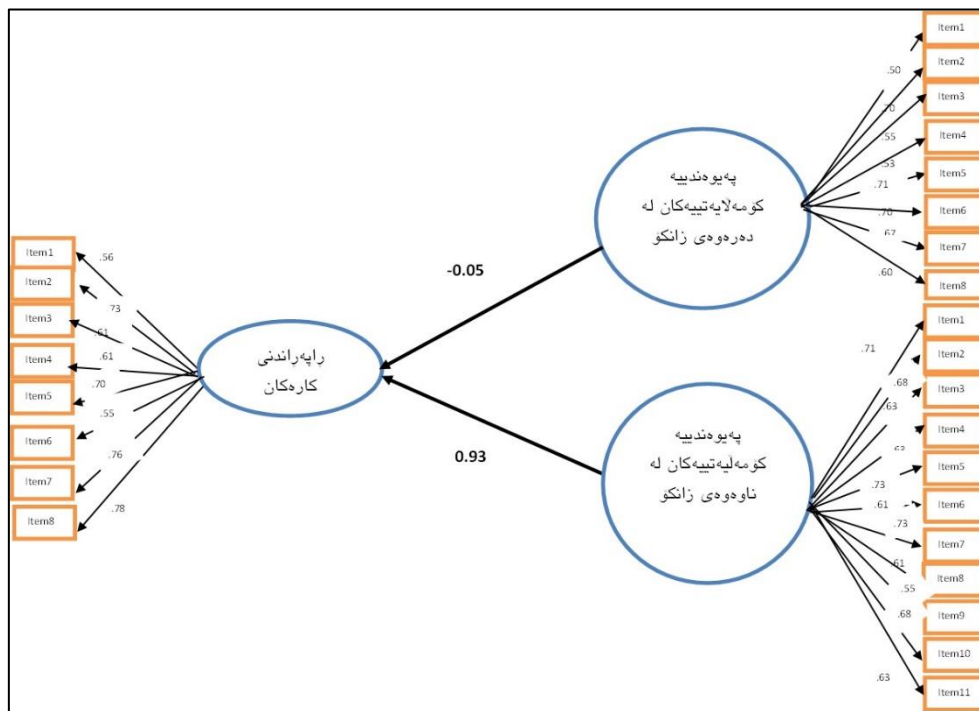 Item1
Item2
Item3
Item4
Item5
Item6
Item7
Item8
.56
.73
.61
.61
.70
.55
.76
.78
راپەراندنی
کارەکان
-0.05
0.93
پەیوەندییە
کۆمەڵایەتییەکان لە
دەرەوەی زانکۆ
پەیوەندییە
کۆمەڵیەتییەکان لە
ناوەوەی زانکۆ
.50
.70
.55
.53
.71
.70
.67
.60
Item1
Item2
Item3
Item4
Item5
Item6
Item7
Item8
.71
.68
.63
.63
.73
.61
.73
.61
.55
.68
.63
Item1
Item2
Item3
Item4
Item5
Item6
Item7
Item8
Item9
Item10
Item11